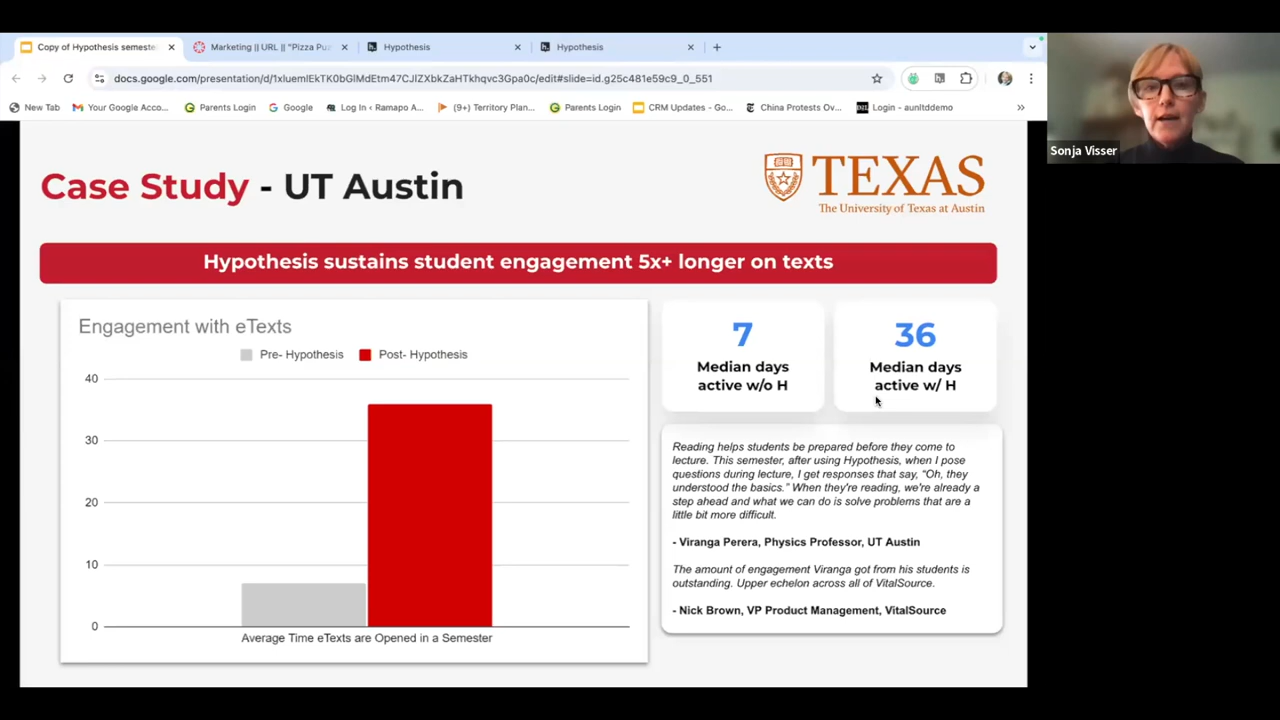 Copy of Hypothesis semeste
Marketing || URL || "Pizza Puz
Hypothesis
Hypothesis
docs.google.com/presentation/d/1xluemIEkTK0bGlMdEtm47CJIZXbkZaHTkhqvc3Gpa0c/edit#slide=id.g25c481e59c9_0_551
New Tab
Your Google Acco...
Parents Login
Google
Log In ‹ Ramapo A...
(9+) Territory Plan...
Parents Login
CRM Updates - Go...
China Protests Ov...
Login - aunltddemo
»
Sonja Visser
Case Study - UT Austin
TEXAS
The University of Texas at Austin
Hypothesis sustains student engagement 5x+ longer on texts
Engagement with eTexts
Pre- Hypothesis
Post- Hypothesis
40
30
20
10
0
Average Time eTexts are Opened in a Semester
7
Median days
active w/o H
36
Median days
active w/ H
Reading helps students be prepared before they come to
lecture. This semester, after using Hypothesis, when I pose
questions during lecture, I get responses that say, "Oh, they
understood the basics." When they're reading, we're already a
step ahead and what we can do is solve problems that are a
little bit more difficult.
- Viranga Perera, Physics Professor, UT Austin
The amount of engagement Viranga got from his students is
outstanding. Upper echelon across all of VitalSource.
- Nick Brown, VP Product Management, VitalSource